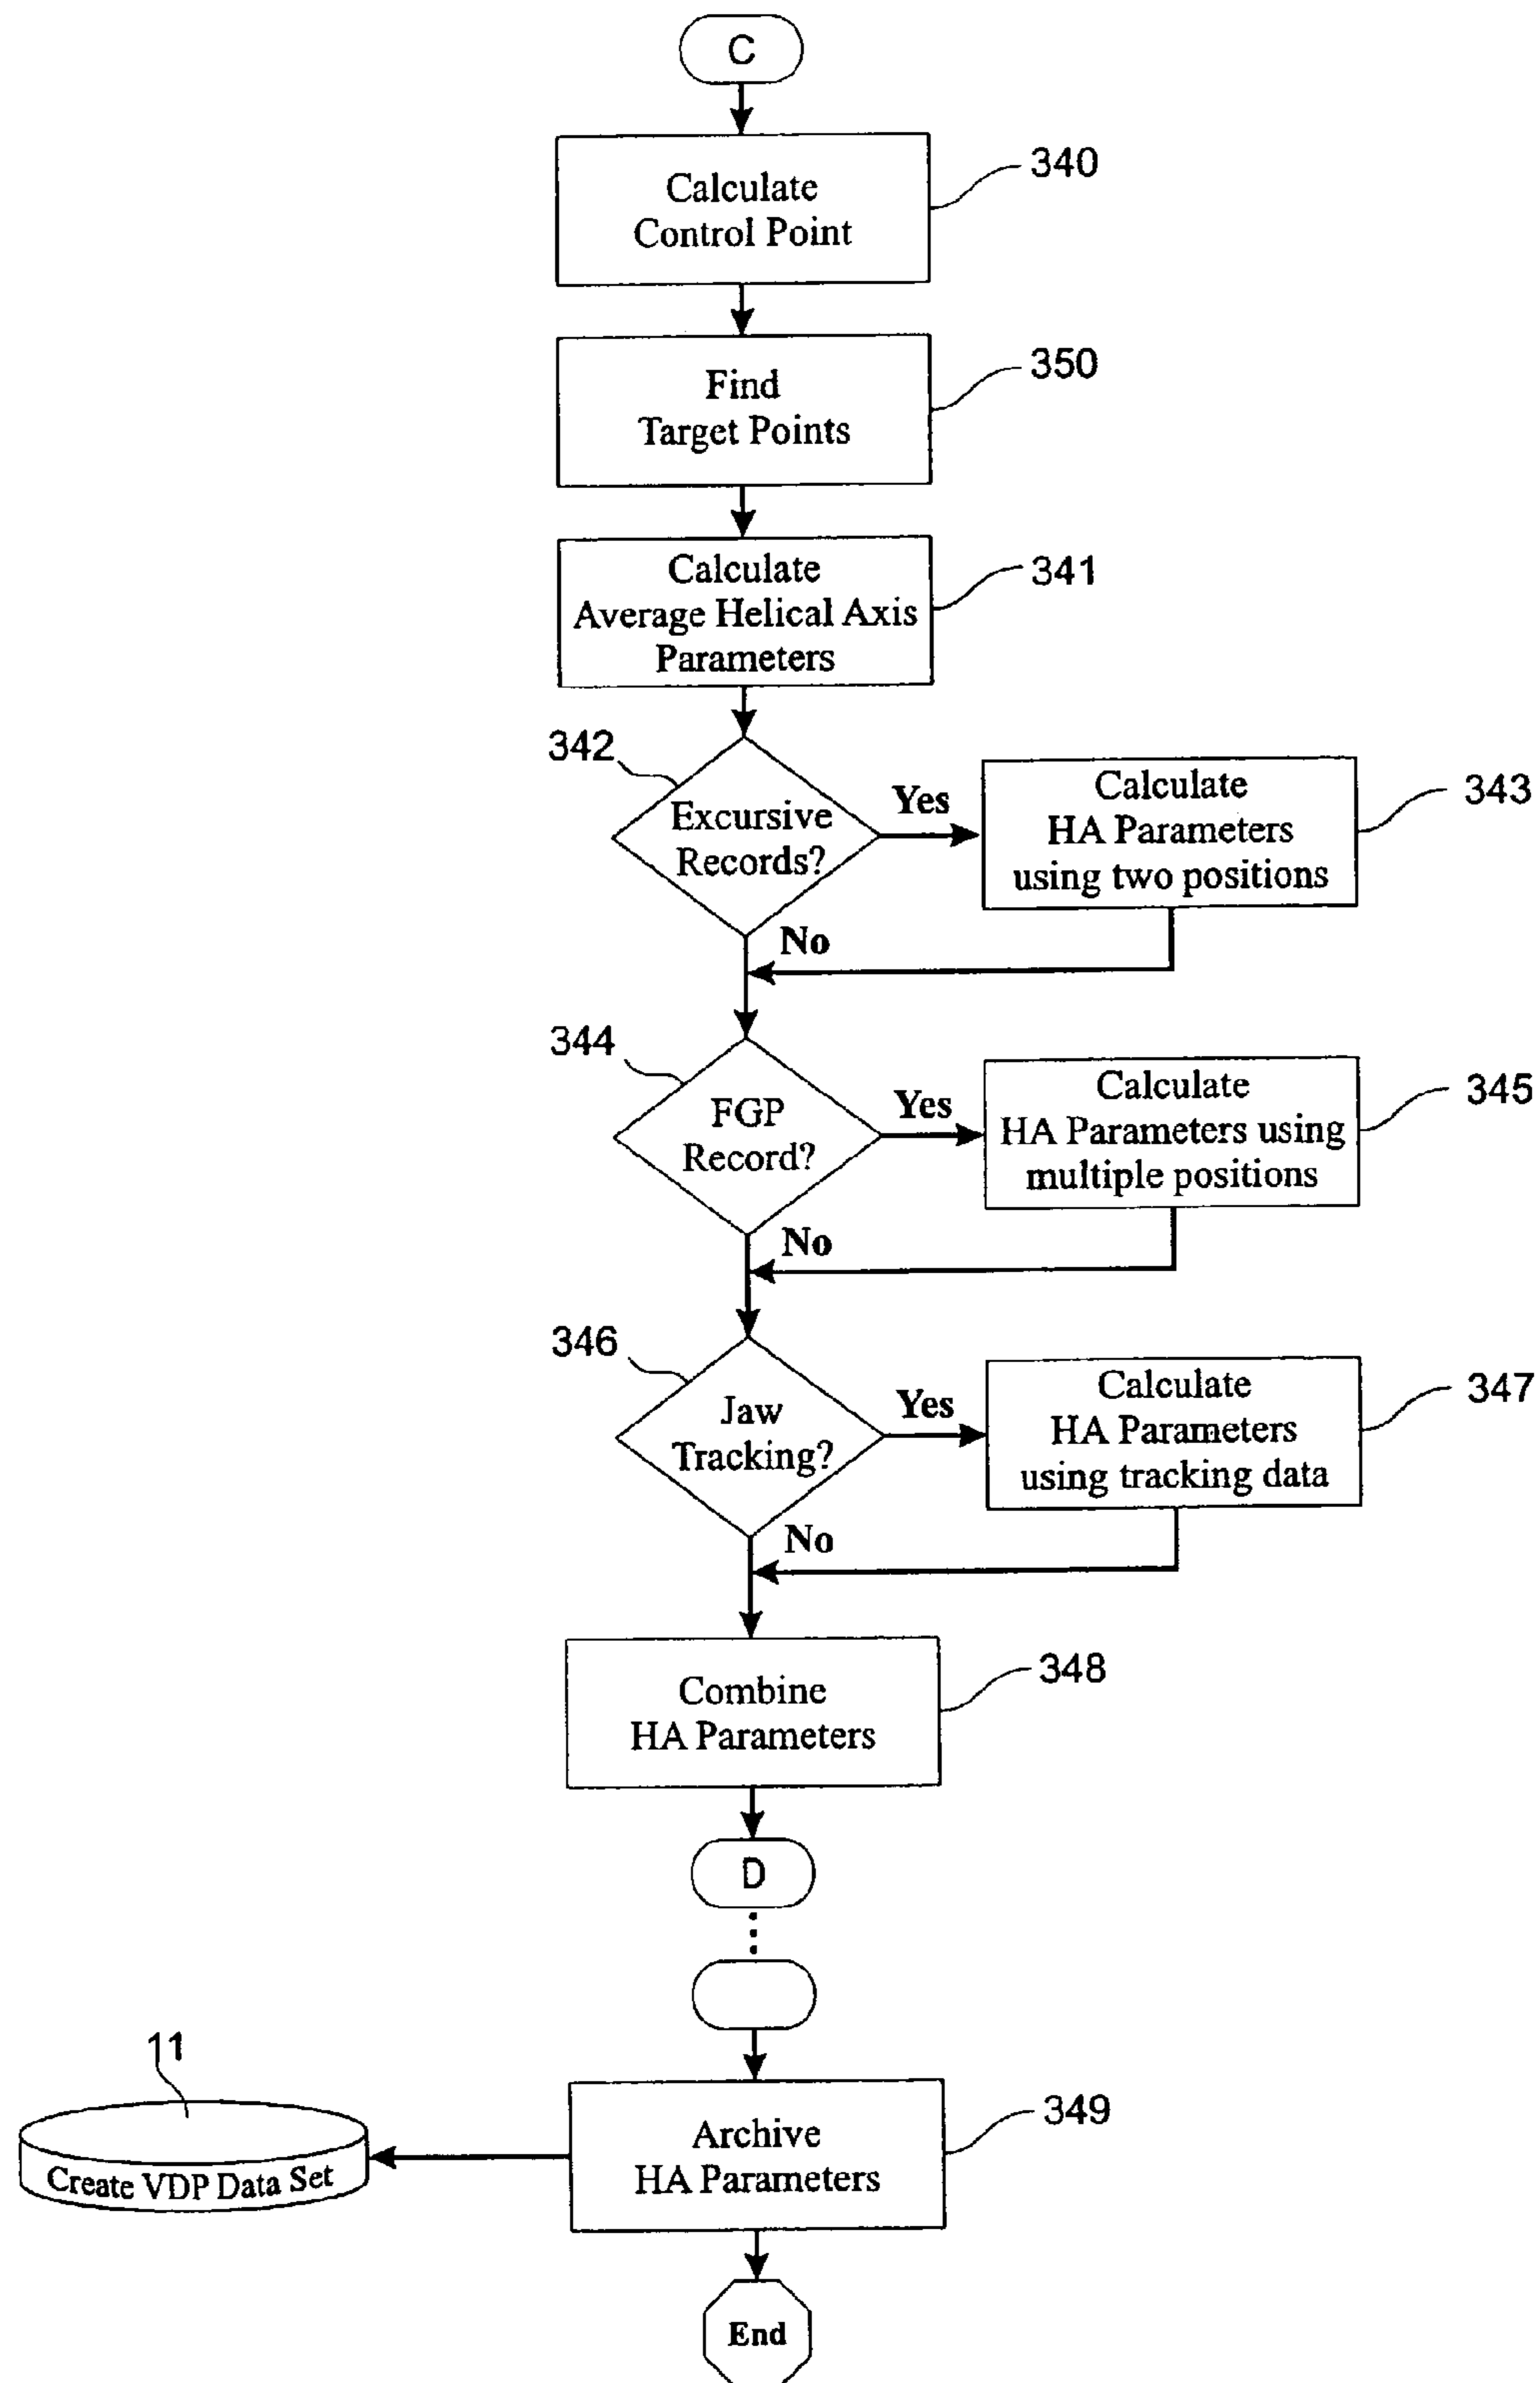 C
Calculate
Control Point
340
Find
Target Points
350
Calculate
Average Helical Axis
Parameters
341
342
Excursive
Records?
Yes
Calculate
HA Parameters
using two positions
343
No
344
FGP
Record?
Yes
Calculate
HA Parameters using
multiple positions
345
No
346
Jaw
Tracking?
Yes
Calculate
HA Parameters
using tracking data
347
No
Combine
HA Parameters
348
D
11
Create VDP Data Set
Archive
HA Parameters
349
End